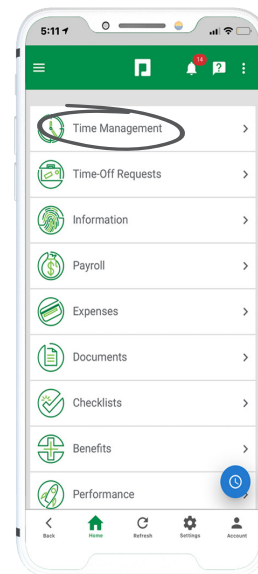 5:11
14
?
Time Management
Time-Off Requests
Information
Payroll
Expenses
Documents
Checklists
Benefits
Performance
Back Home Refresh Settings Account